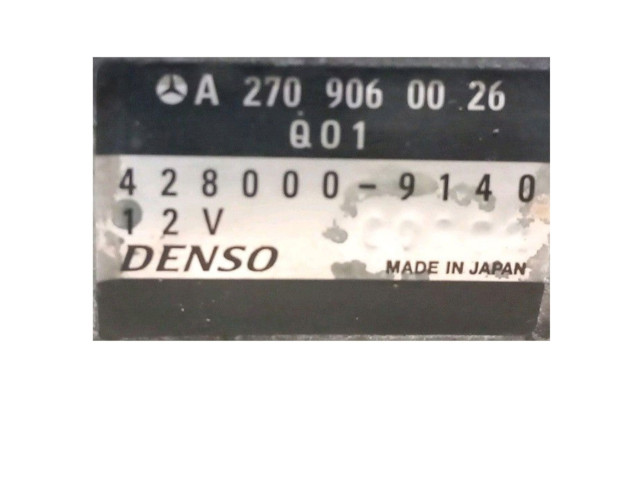 A 270 906 00 26
Q01
428000-9140
12V
DENSO
MADE IN JAPAN